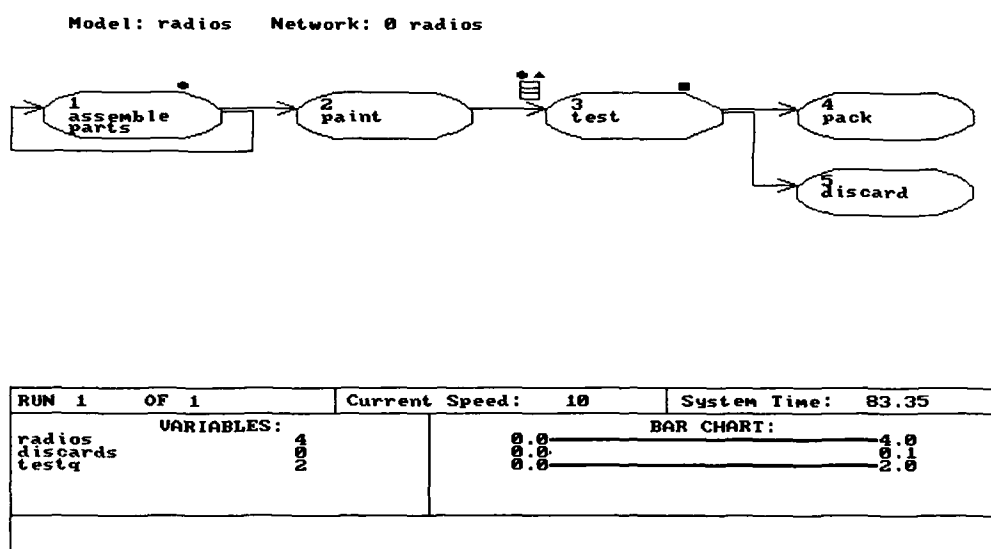 Model: radios   Network: 0 radios
1
assemble
parts
2
paint
3
test
4
pack
5
discard
RUN 1 OF 1   Current Speed: 10   System Time: 83.35
VARIABLES:   BAR CHART:
radios 4   0.0 4.0
discards 0   0.0 0.1
testq 2   0.0 2.0